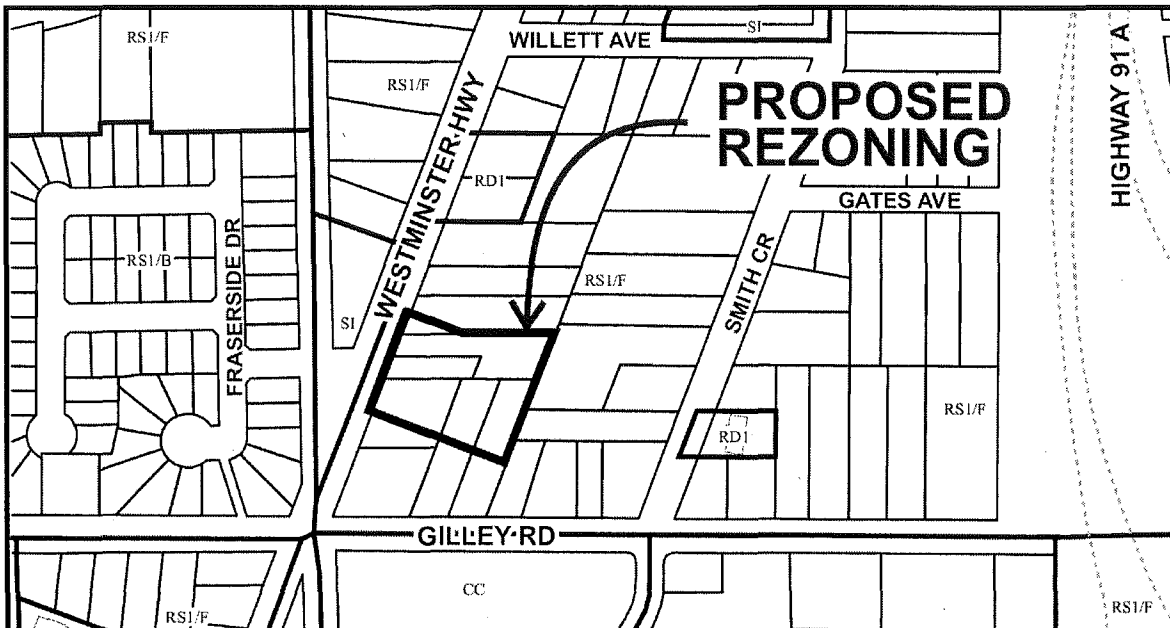 RS1/F
SI
WILLETT AVE
HIGHWAY 91 A
RS1/F
WESTMINSTER HWY
PROPOSED
REZONING
RD1
GATES AVE
FRASERSIDE DR
RS1/B
RS1/F
SMITH CR
SI
RS1/F
RD1
GILLEY RD
CC
RS1/F
RS1/F